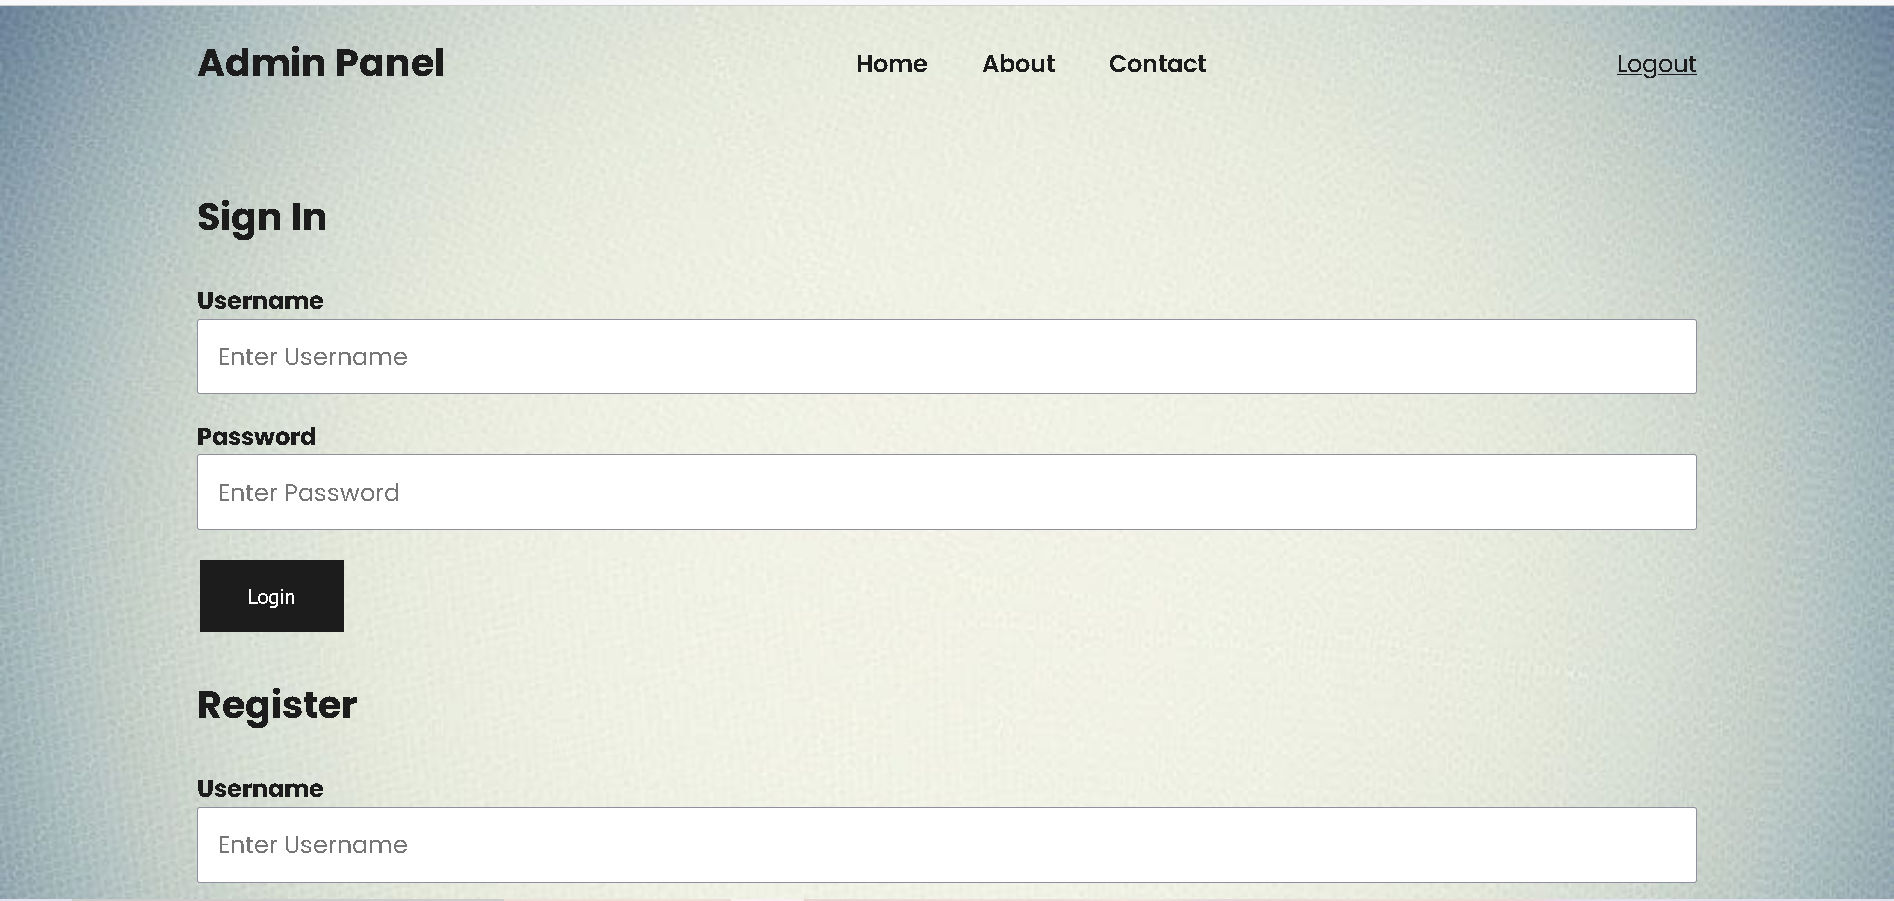 Admin Panel Home About Contact Logout
Sign In
Username
Enter Username
Password
Enter Password
Login
Register
Username
Enter Username